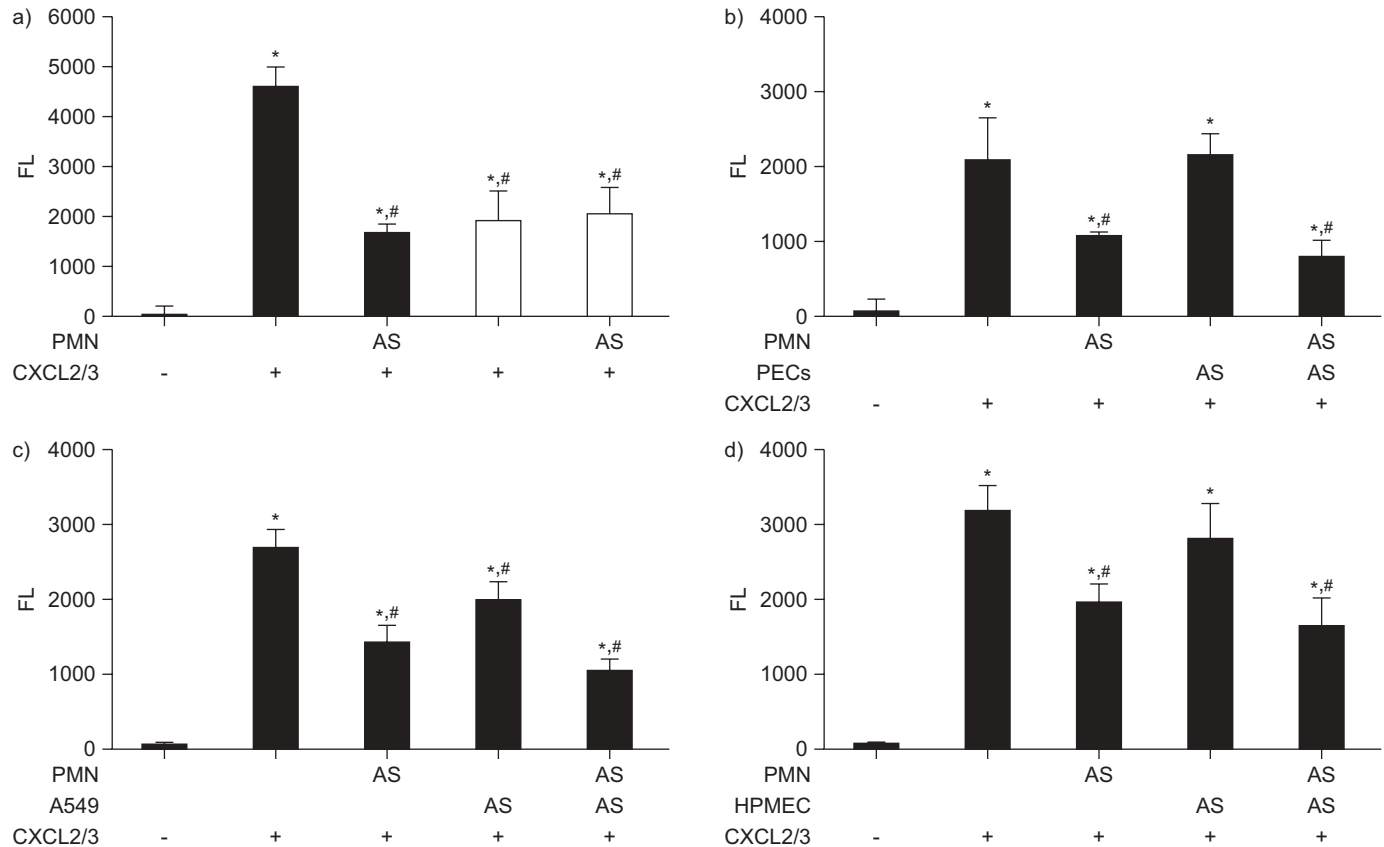 a)
6000
5000
4000
3000
2000
1000
0
FL
*
*,#
*,#
*,#
PMN AS AS
CXCL2/3 - + + + +
b)
4000
3000
2000
1000
0
FL
*
*,#
*
*,#
PMN AS AS
PECs AS AS
CXCL2/3 - + + + +
c)
4000
3000
2000
1000
0
FL
*
*,#
*,#
*,#
PMN AS AS
A549 AS AS
CXCL2/3 - + + + +
d)
4000
3000
2000
1000
0
FL
*
*,#
*
*,#
PMN AS AS
HPMEC AS AS
CXCL2/3 - + + + +